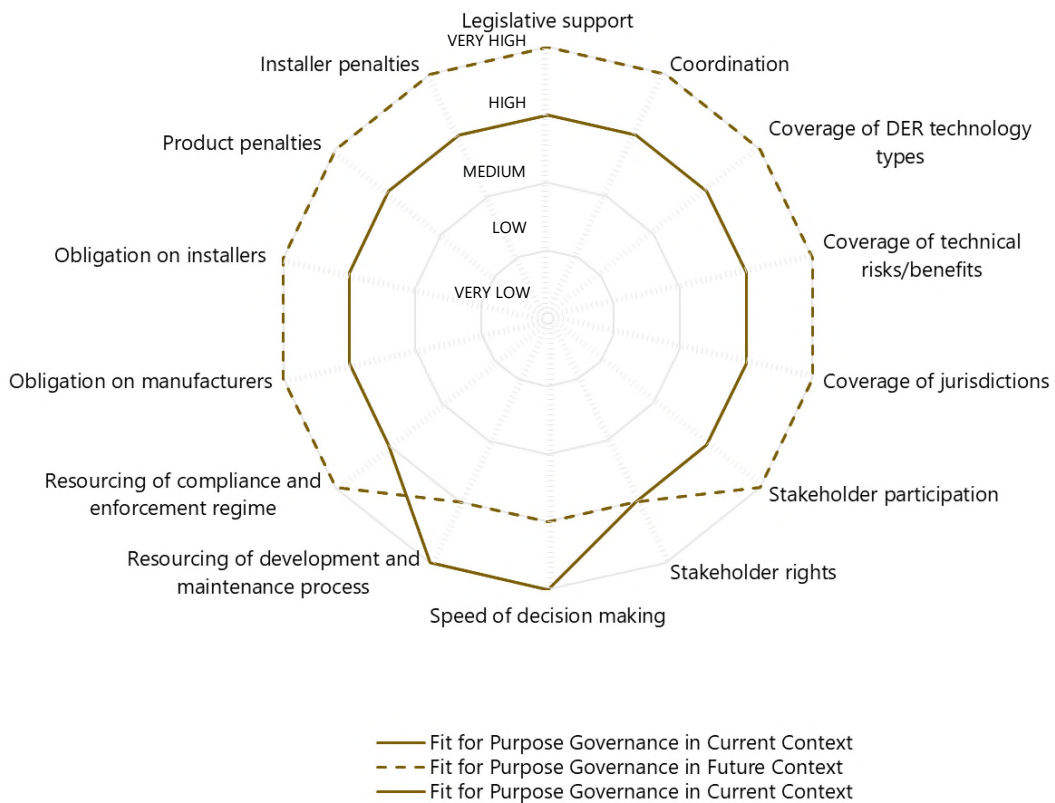 Legislative support
VERY HIGH
Installer penalties
Coordination
HIGH
Product penalties
Coverage of DER technology
types
MEDIUM
LOW
Obligation on installers
Coverage of technical
risks/benefits
VERY LOW
Obligation on manufacturers
Coverage of jurisdictions
Resourcing of compliance and
enforcement regime
Stakeholder participation
Resourcing of development and
maintenance process
Stakeholder rights
Speed of decision making
Fit for Purpose Governance in Current Context
Fit for Purpose Governance in Future Context
Fit for Purpose Governance in Current Context